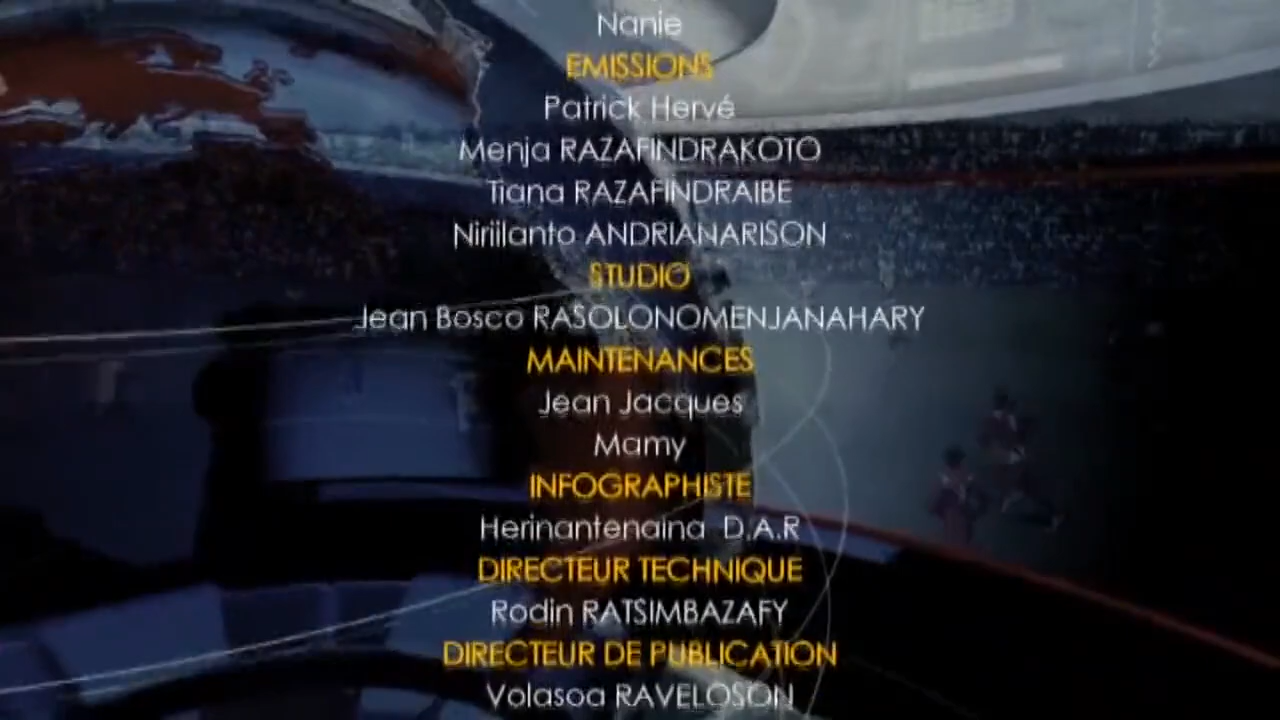 Nanie
EMISSIONS
Patrick Hervé
Menja RAZAFINDRAKOTO
Tiana RAZAFINDRAIBE
Niriilanto ANDRIANARISON
STUDIO
Jean Bosco RASOLONOMENJANAHARY
MAINTENANCES
Jean Jacques
Mamy
INFOGRAPHISTE
Herinantenaina D.A.R
DIRECTEUR TECHNIQUE
Rodin RATSIMBAZAFY
DIRECTEUR DE PUBLICATION
Volasoa RAVELOSON